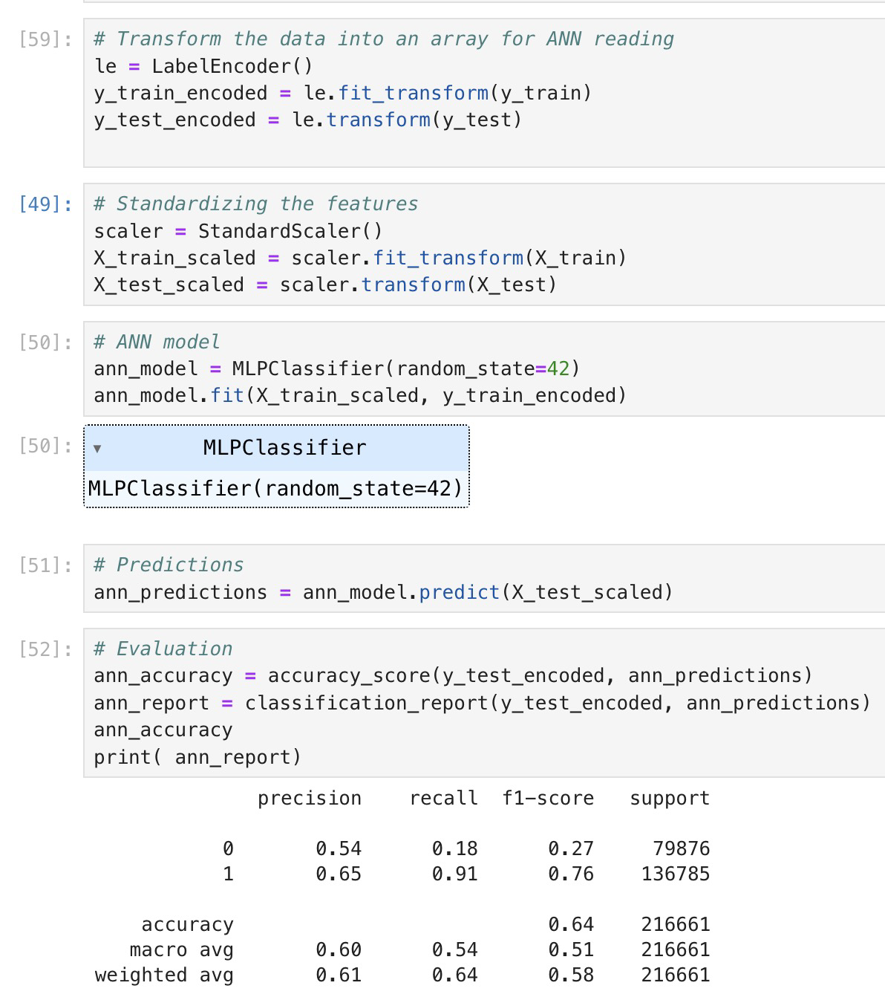 [59]: # Transform the data into an array for ANN reading
le = LabelEncoder()
y_train_encoded = le.fit_transform(y_train)
y_test_encoded = le.transform(y_test)
[49]: # Standardizing the features
scaler = StandardScaler()
X_train_scaled = scaler.fit_transform(X_train)
X_test_scaled = scaler.transform(X_test)
[50]: # ANN model
ann_model = MLPClassifier(random_state=42)
ann_model.fit(X_train_scaled, y_train_encoded)
[50]: ▼ MLPClassifier
MLPClassifier(random_state=42)
[51]: # Predictions
ann_predictions = ann_model.predict(X_test_scaled)
[52]: # Evaluation
ann_accuracy = accuracy_score(y_test_encoded, ann_predictions)
ann_report = classification_report(y_test_encoded, ann_predictions)
ann_accuracy
print( ann_report)
precision recall f1-score support
0 0.54 0.18 0.27 79876
1 0.65 0.91 0.76 136785
accuracy 0.64 216661
macro avg 0.60 0.54 0.51 216661
weighted avg 0.61 0.64 0.58 216661